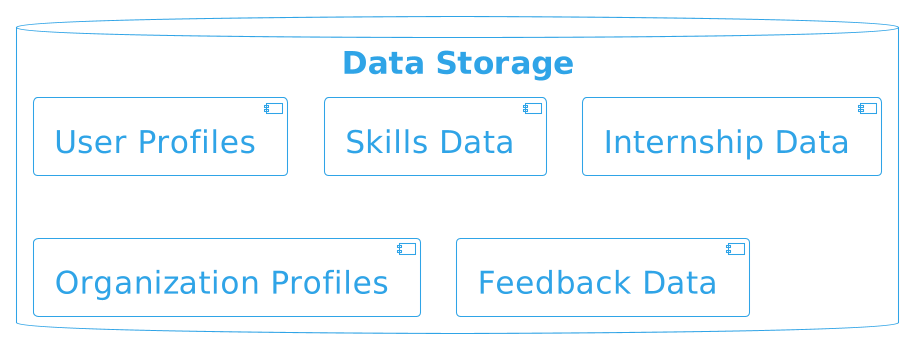 Data Storage
User Profiles
Skills Data
Internship Data
Organization Profiles
Feedback Data